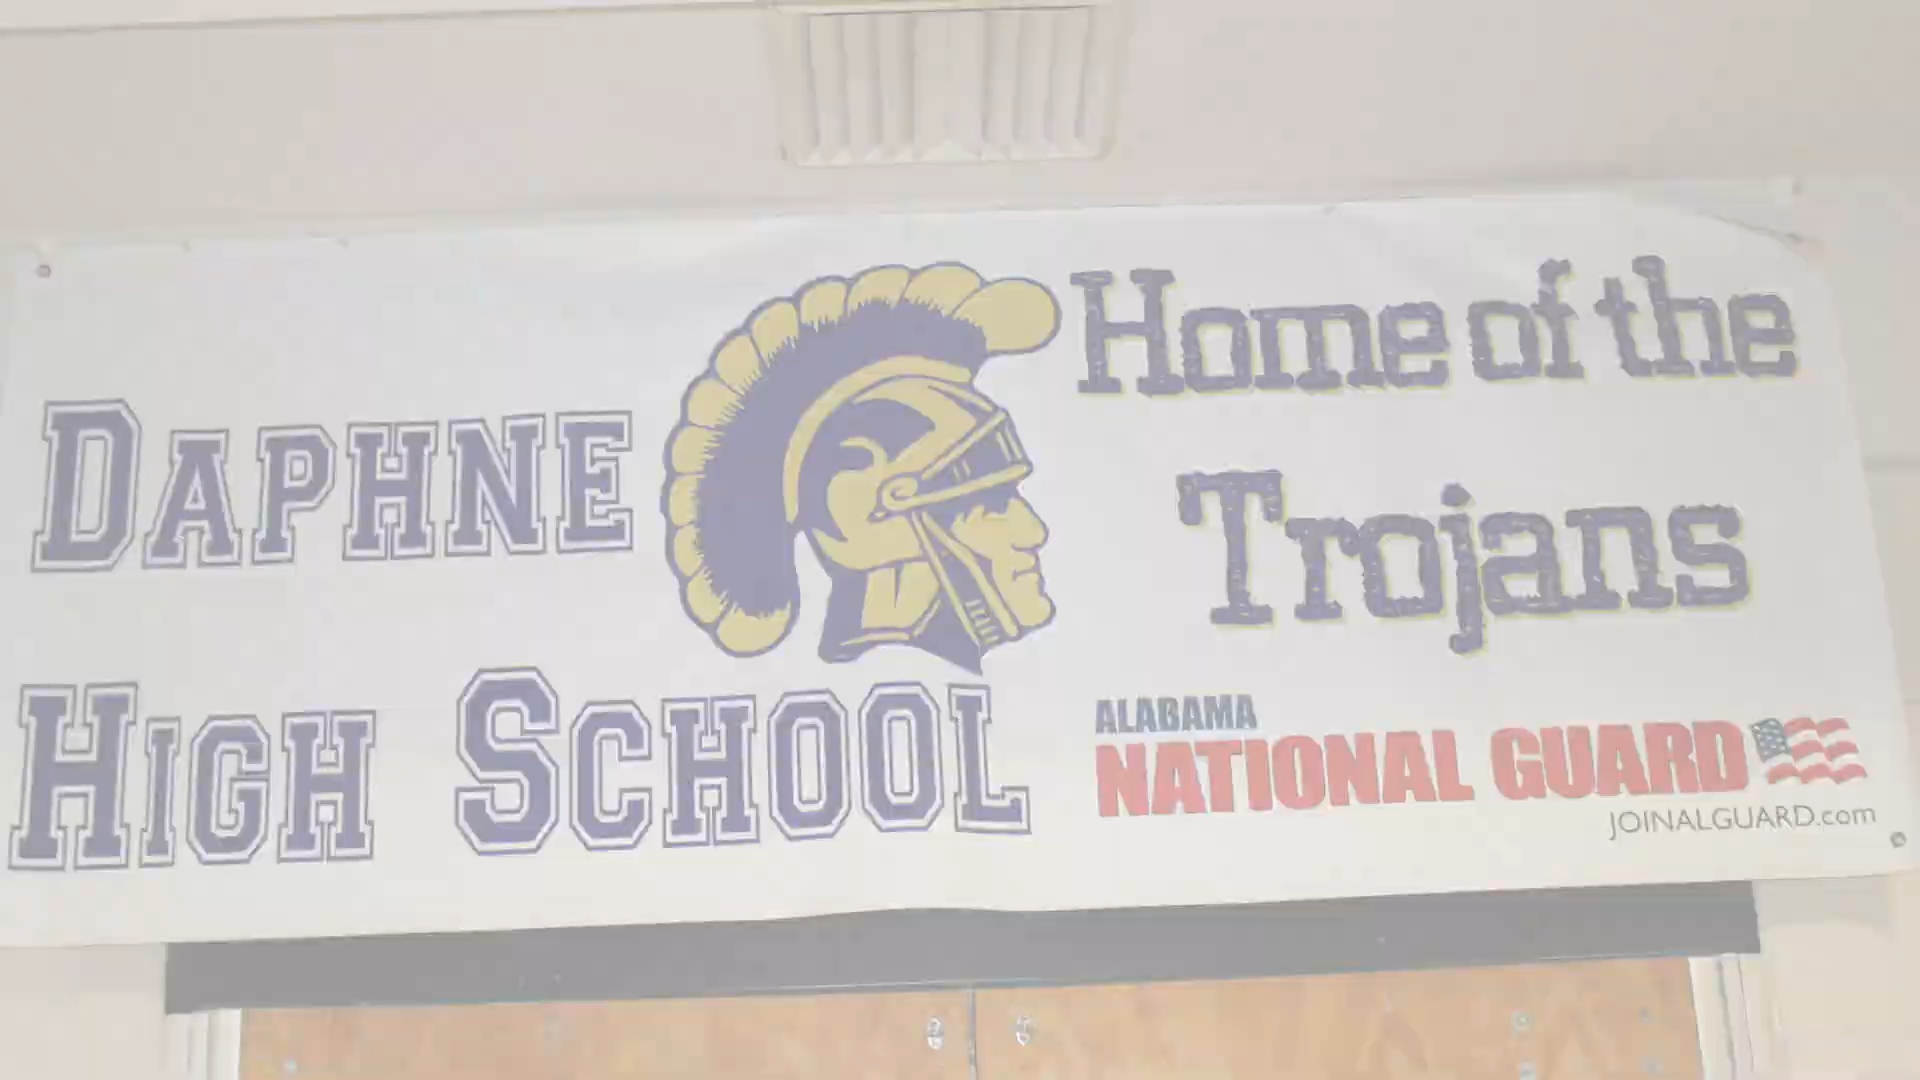 DAPHNE
HIGH SCHOOL
Home of the
Trojans
ALABAMA
NATIONAL GUARD
JOINALGUARD.com